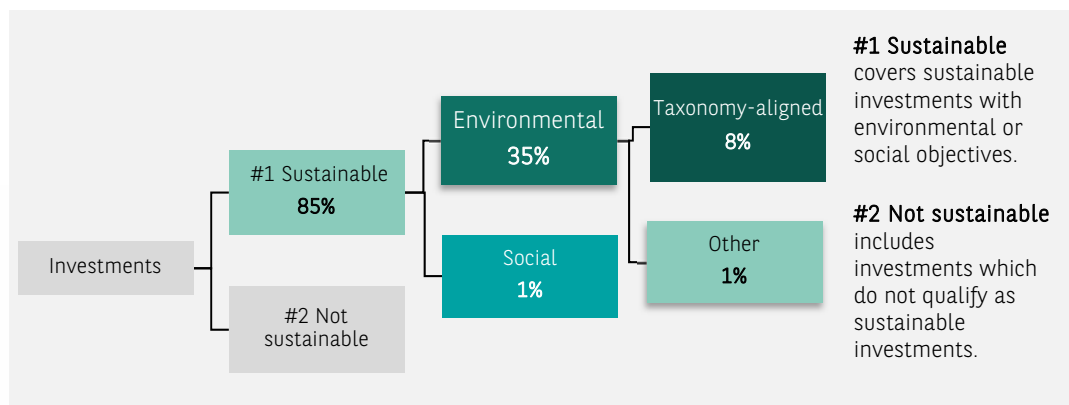 Investments
#1 Sustainable
85%
#2 Not
sustainable
Environmental
35%
Social
1%
Taxonomy-aligned
8%
Other
1%
#1 Sustainable
covers sustainable
investments with
environmental or
social objectives.
#2 Not sustainable
includes
investments which
do not qualify as
sustainable
investments.